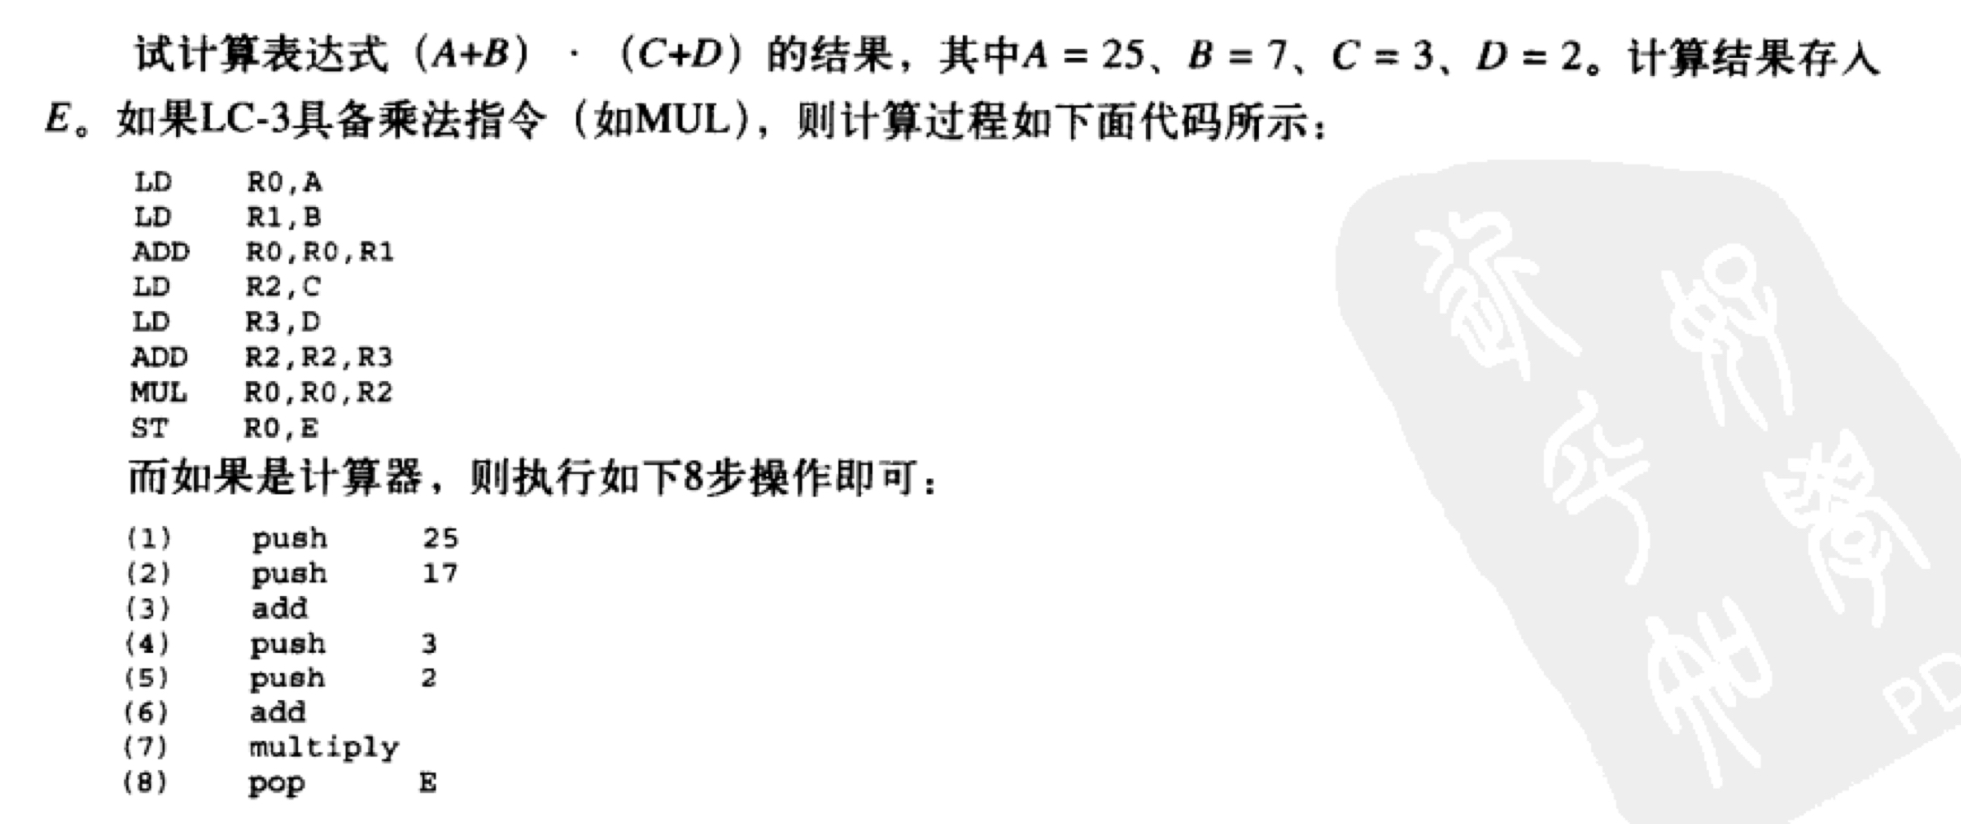 试计算表达式（A+B）·（C+D）的结果，其中A = 25、B = 7、C = 3、D = 2。计算结果存入
E。如果LC-3具备乘法指令（如MUL），则计算过程如下面代码所示：
LD R0,A
LD R1,B
ADD R0,R0,R1
LD R2,C
LD R3,D
ADD R2,R2,R3
MUL R0,R0,R2
ST R0,E
而如果是计算器，则执行如下8步操作即可：
(1) push 25
(2) push 17
(3) add
(4) push 3
(5) push 2
(6) add
(7) multiply
(8) pop E
PD